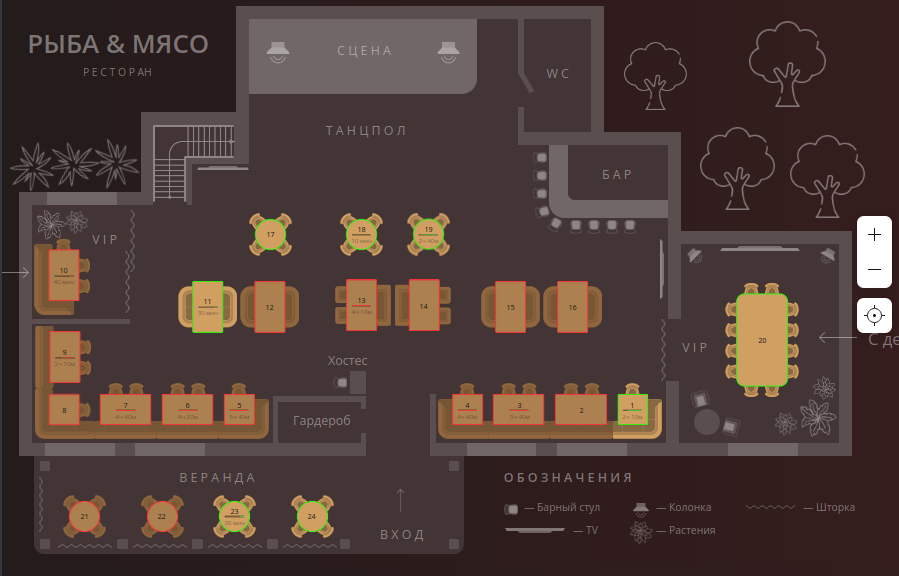 РЫБА & МЯСО
РЕСТОРАН
СЦЕНА
WC
ТАНЦПОЛ
БАР
VIP
17
18
10 мин
19
2ч 40м
10
40 мин
11
30 мин
12
13
4ч 10м
14
15
16
20
VIP
С де
9
2ч 10м
Хостес
8
7
4ч 40м
6
4ч 20м
5
5ч 40м
Гардероб
4
4ч 40м
3
3ч 40м
2
1
2ч 10м
ВЕРАНДА
21
22
23
30 мин
24
ВХОД
ОБОЗНАЧЕНИЯ
— Барный стул
— Колонка
— Шторка
— TV
— Растения